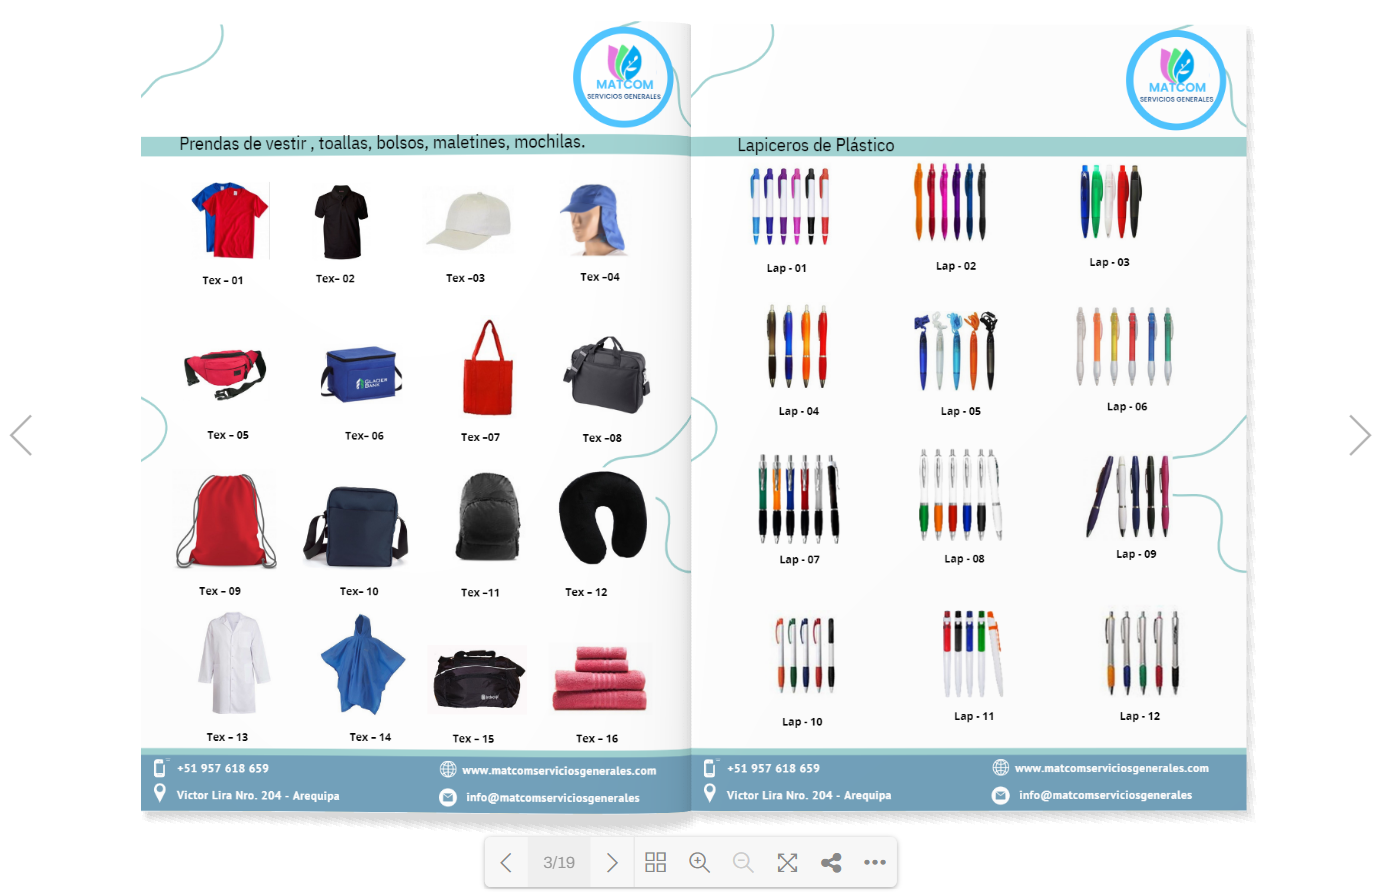 MATCOM
SERVICIOS GENERALES
Prendas de vestir , toallas, bolsos, maletines, mochilas.
Tex – 01
Tex– 02
Tex –03
Tex –04
GLACIER
BANK
Tex – 05
Tex– 06
Tex –07
Tex –08
Tex – 09
Tex– 10
Tex –11
Tex – 12
Tex – 13
Tex – 14
Tex – 15
Tex – 16
+51 957 618 659
www.matcomserviciosgenerales.com
Victor Lira Nro. 204 - Arequipa
info@matcomserviciosgenerales
MATCOM
SERVICIOS GENERALES
Lapiceros de Plástico
Lap - 01
Lap - 02
Lap - 03
Lap - 04
Lap - 05
Lap - 06
Lap - 07
Lap - 08
Lap - 09
Lap - 10
Lap - 11
Lap - 12
+51 957 618 659
www.matcomserviciosgenerales.com
Victor Lira Nro. 204 - Arequipa
info@matcomserviciosgenerales
3/19